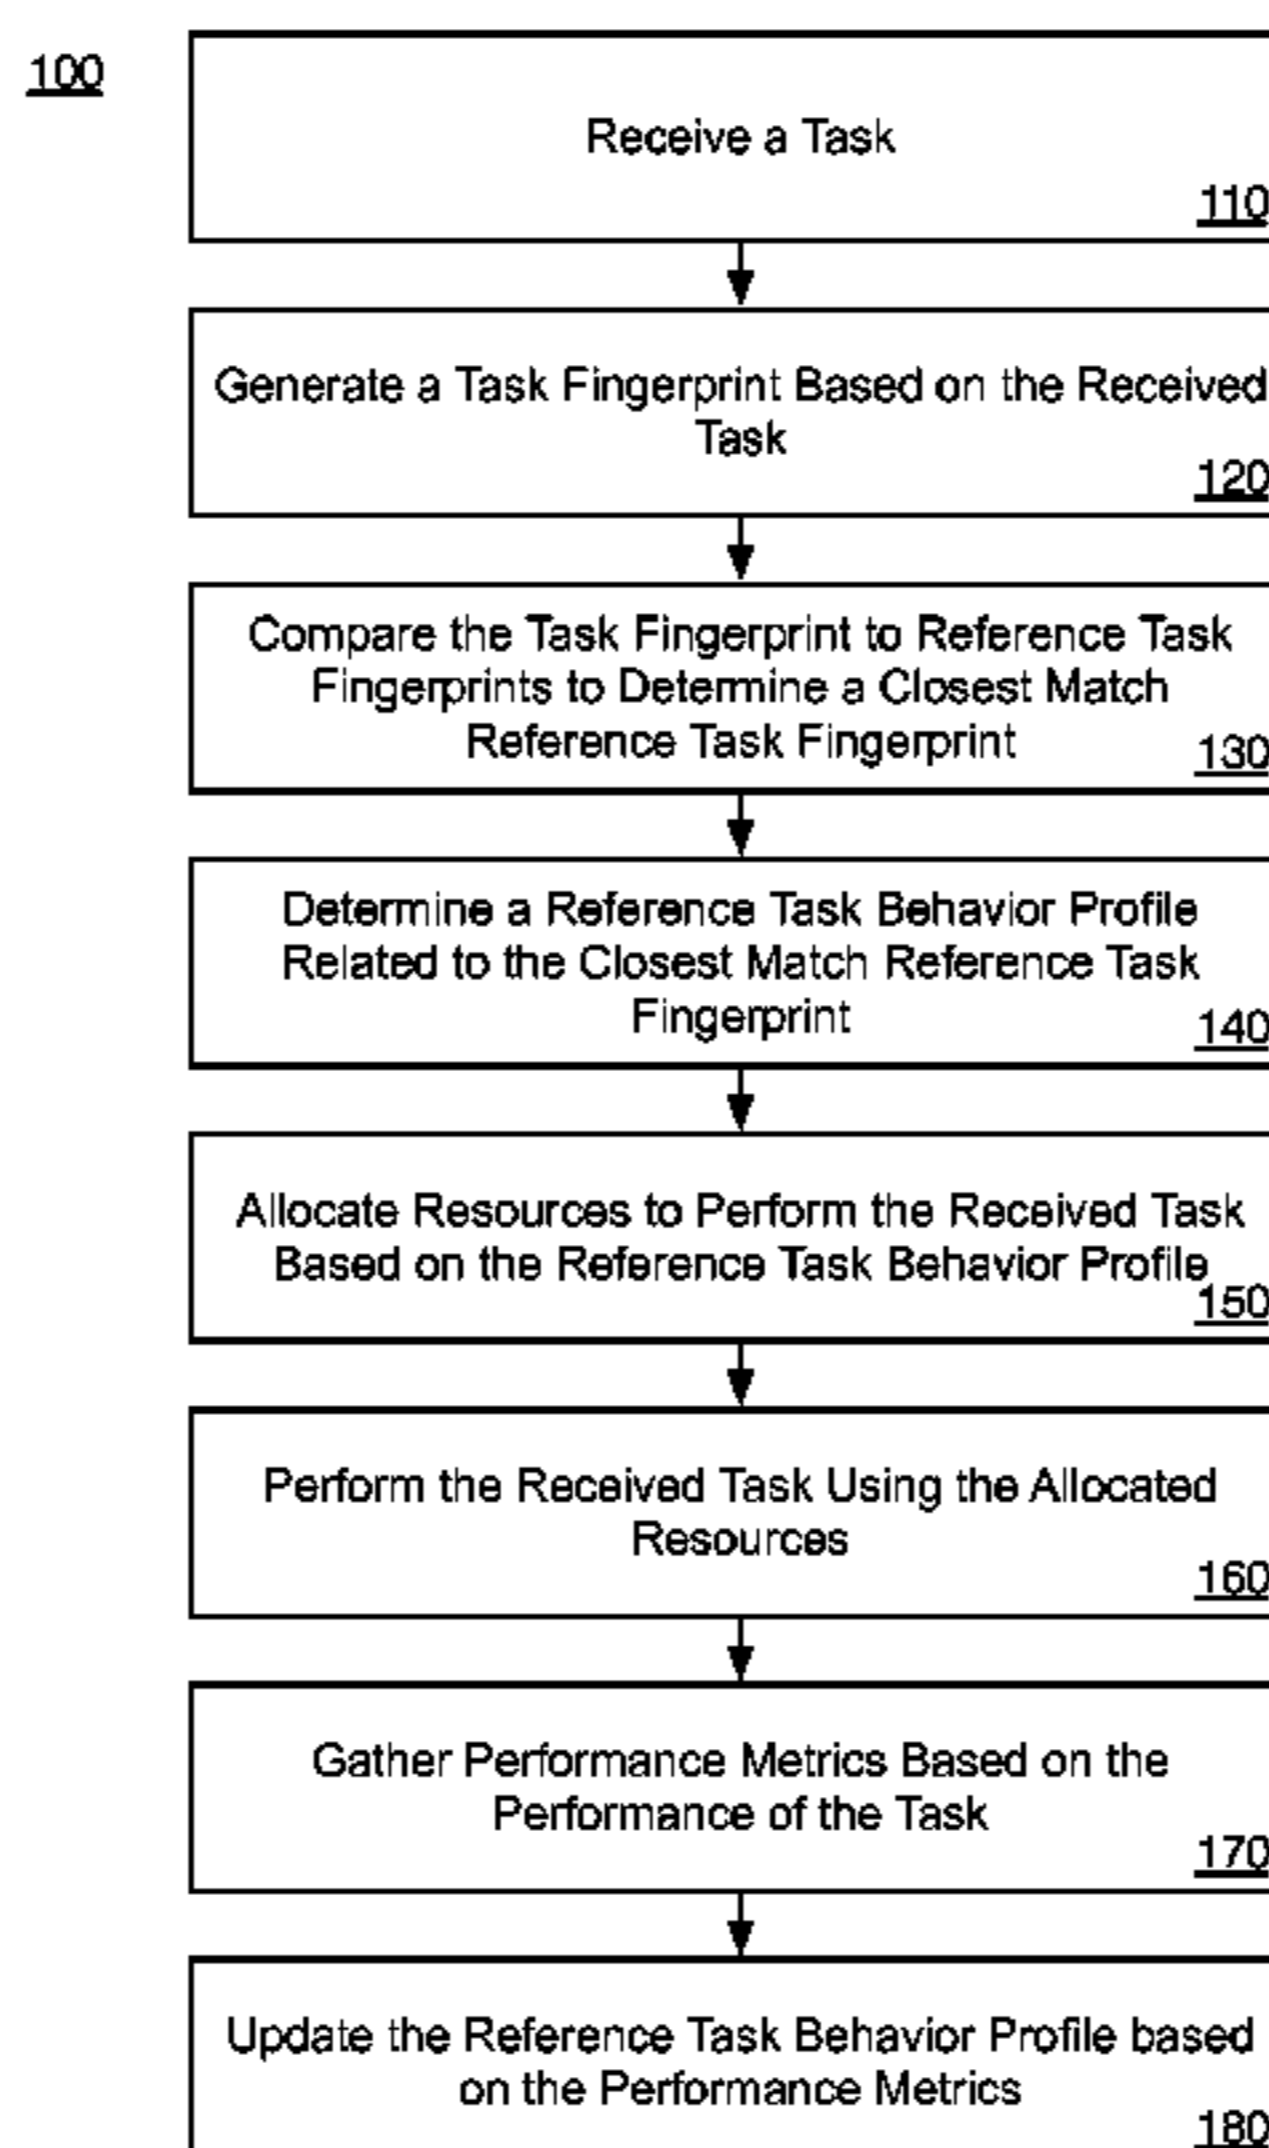 100
Receive a Task
110
Generate a Task Fingerprint Based on the Received
Task
120
Compare the Task Fingerprint to Reference Task
Fingerprints to Determine a Closest Match
Reference Task Fingerprint
130
Determine a Reference Task Behavior Profile
Related to the Closest Match Reference Task
Fingerprint
140
Allocate Resources to Perform the Received Task
Based on the Reference Task Behavior Profile
150
Perform the Received Task Using the Allocated
Resources
160
Gather Performance Metrics Based on the
Performance of the Task
170
Update the Reference Task Behavior Profile based
on the Performance Metrics
180